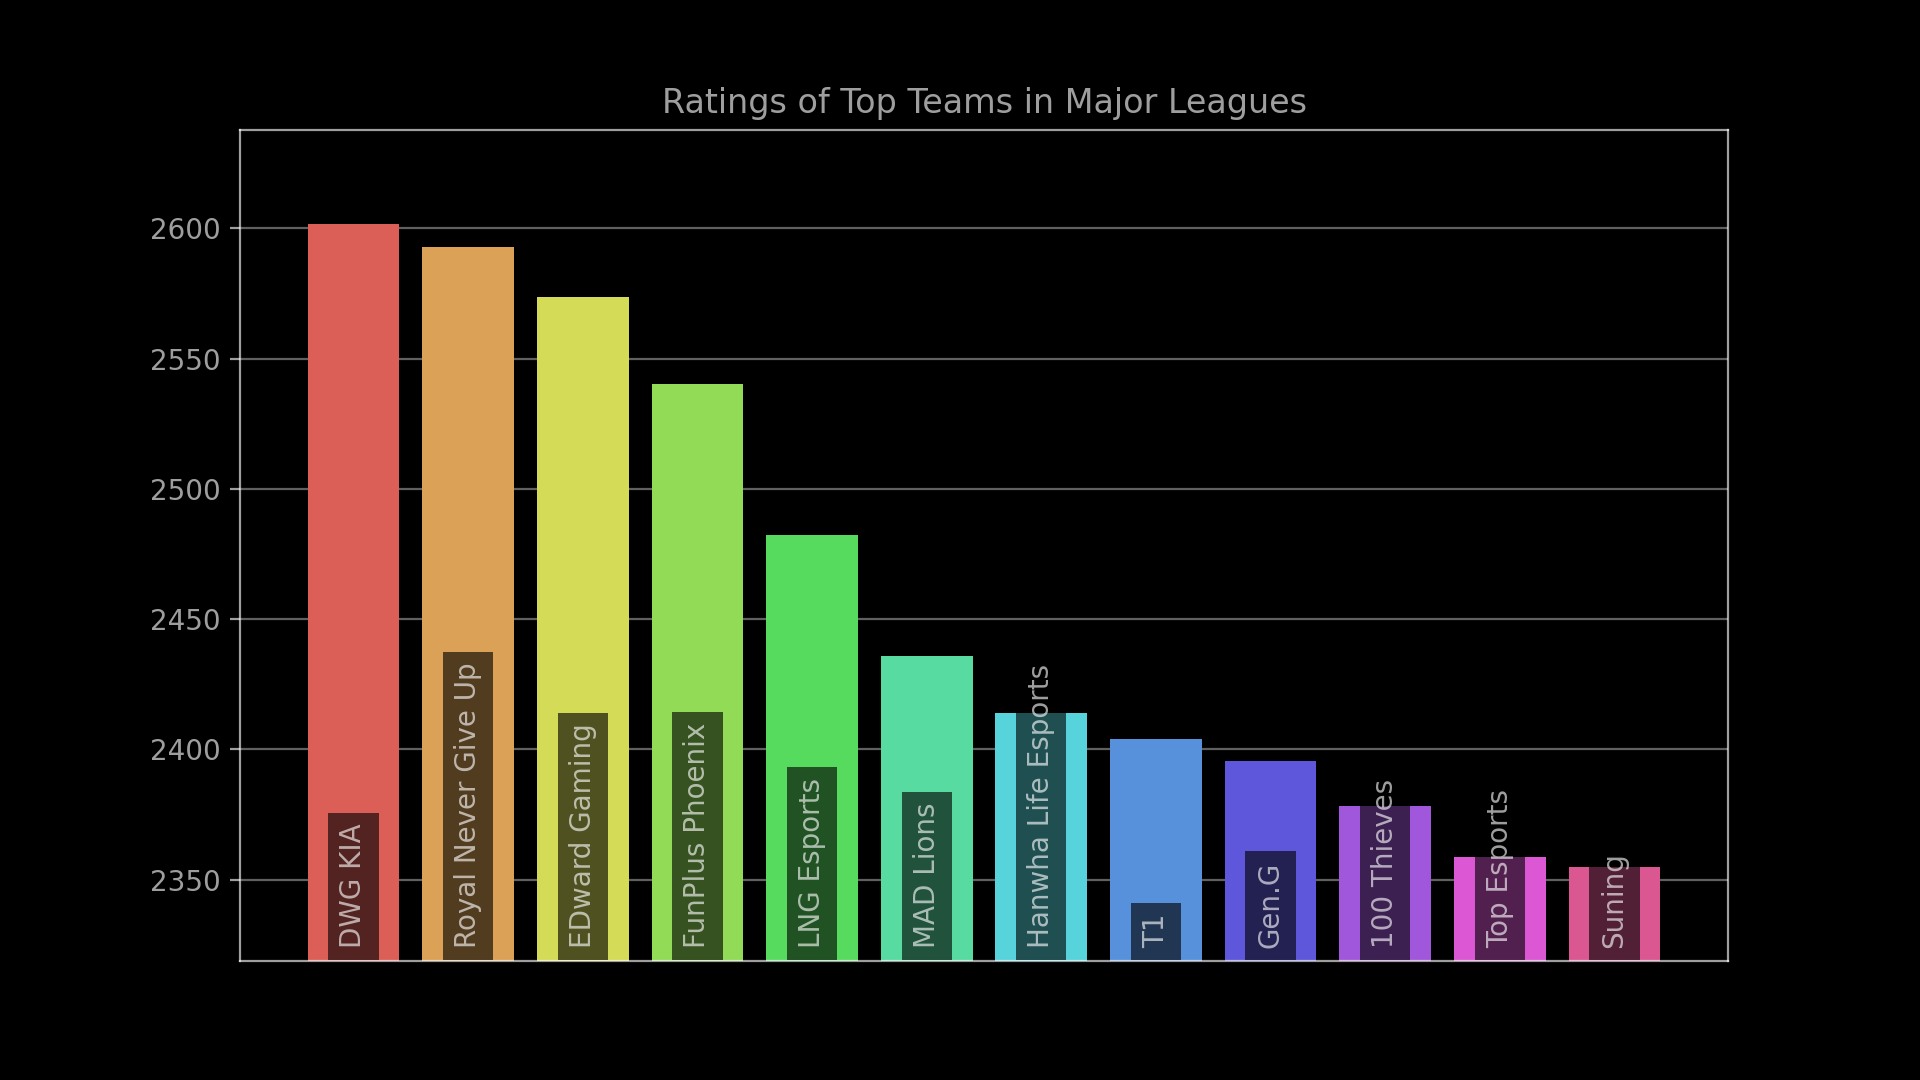 Ratings of Top Teams in Major Leagues
2600
2550
2500
2450
2400
2350
DWG KIA
Royal Never Give Up
EDward Gaming
FunPlus Phoenix
LNG Esports
MAD Lions
Hanwha Life Esports
T1
Gen.G
100 Thieves
Top Esports
Suning